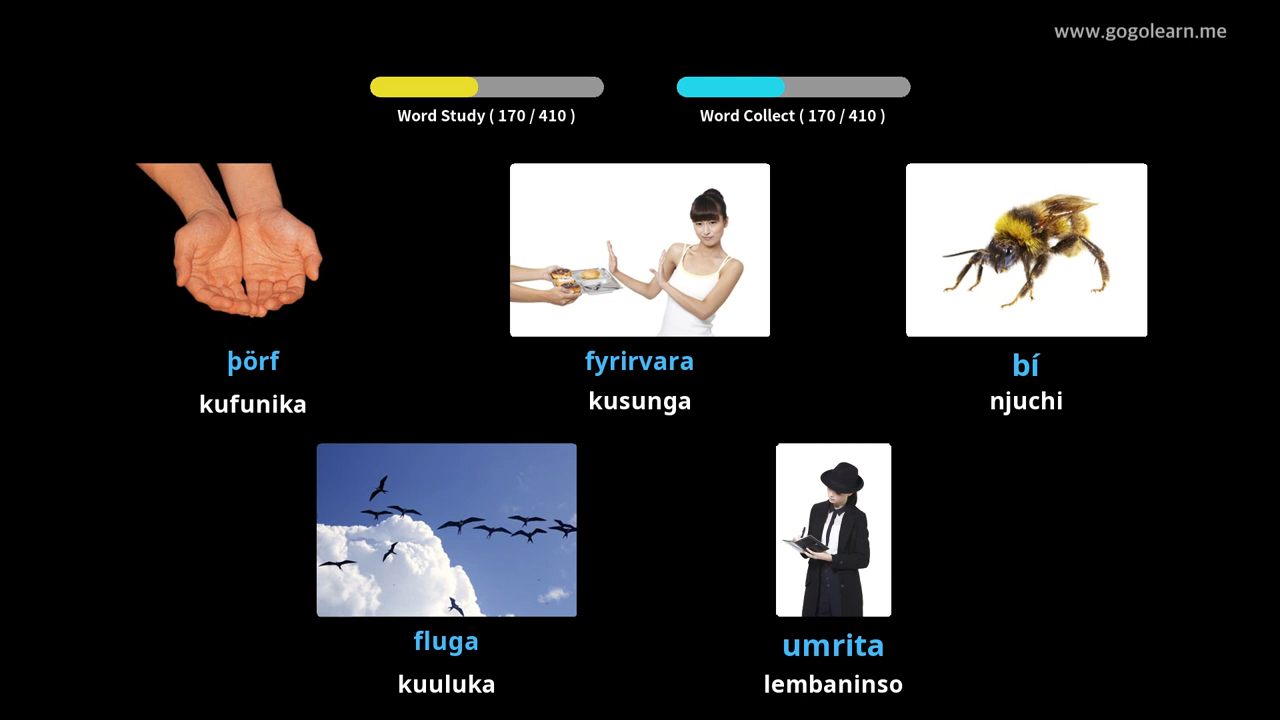 www.gogolearn.me
Word Study ( 170 / 410 )
Word Collect ( 170 / 410 )
þörf
kufunika
fyrirvara
kusunga
bí
njuchi
fluga
kuuluka
umrita
lembaninso